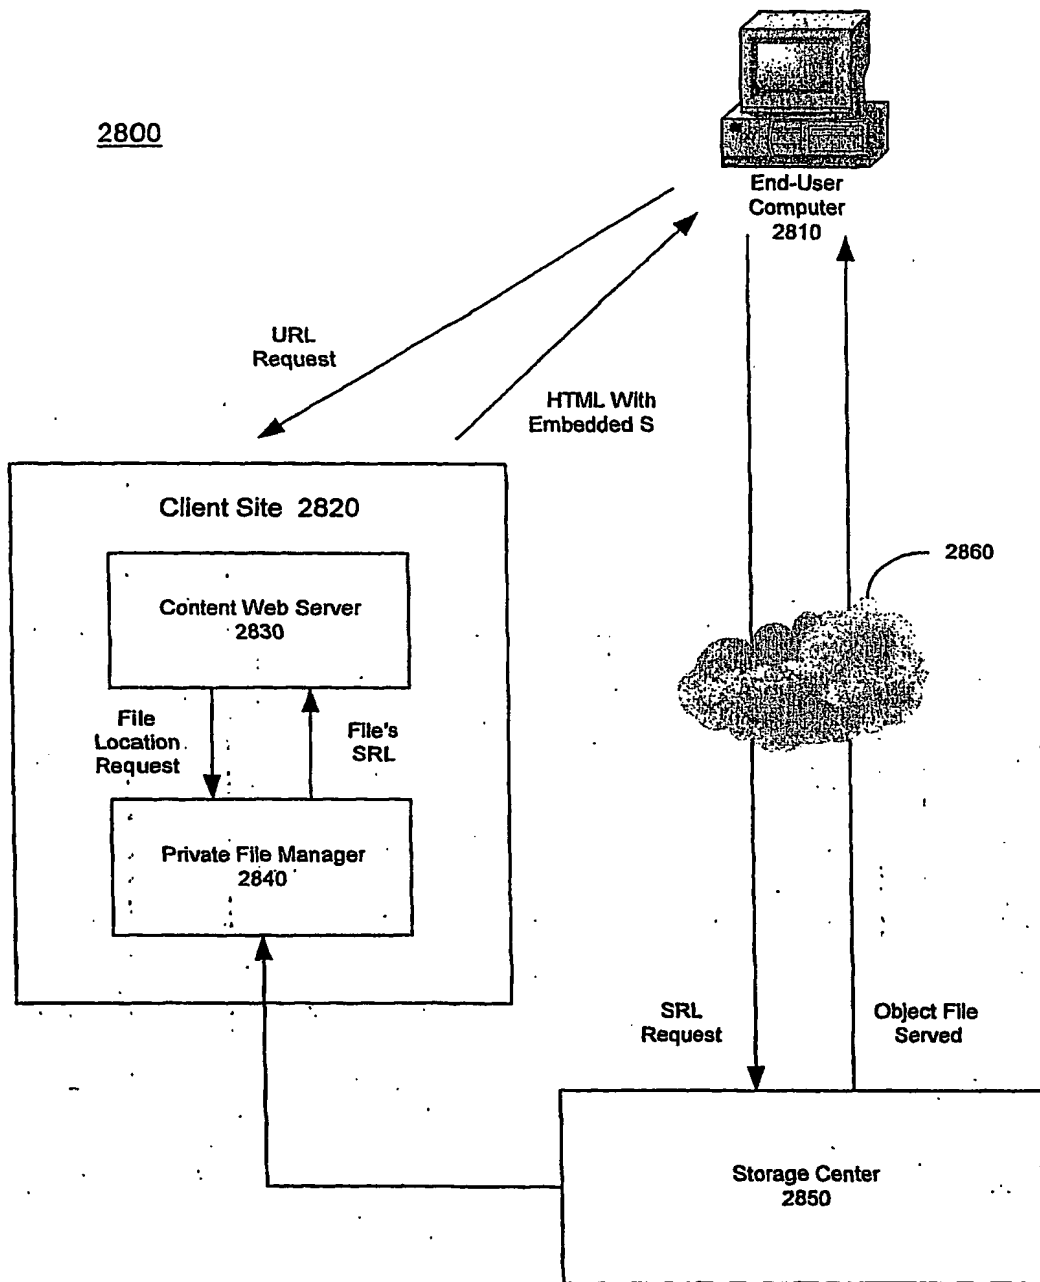 2800
End-User
Computer
2810
URL
Request
HTML With
Embedded S
Client Site 2820
2860
Content Web Server
2830
File
Location
Request
File's
SRL
Private File Manager
2840
SRL
Request
Object File
Served
Storage Center
2850